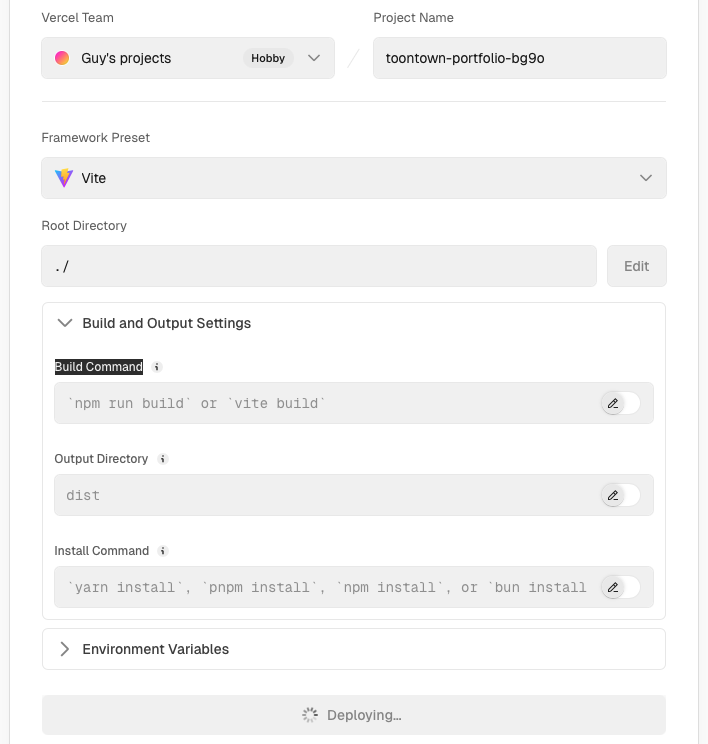 Vercel Team
Project Name
Guy's projects Hobby
/
toontown-portfolio-bg9o
Framework Preset
Vite
Root Directory
./
Edit
Build and Output Settings
Build Command
`npm run build` or `vite build`
Output Directory
dist
Install Command
`yarn install`, `pnpm install`, `npm install`, or `bun install
Environment Variables
Deploying...